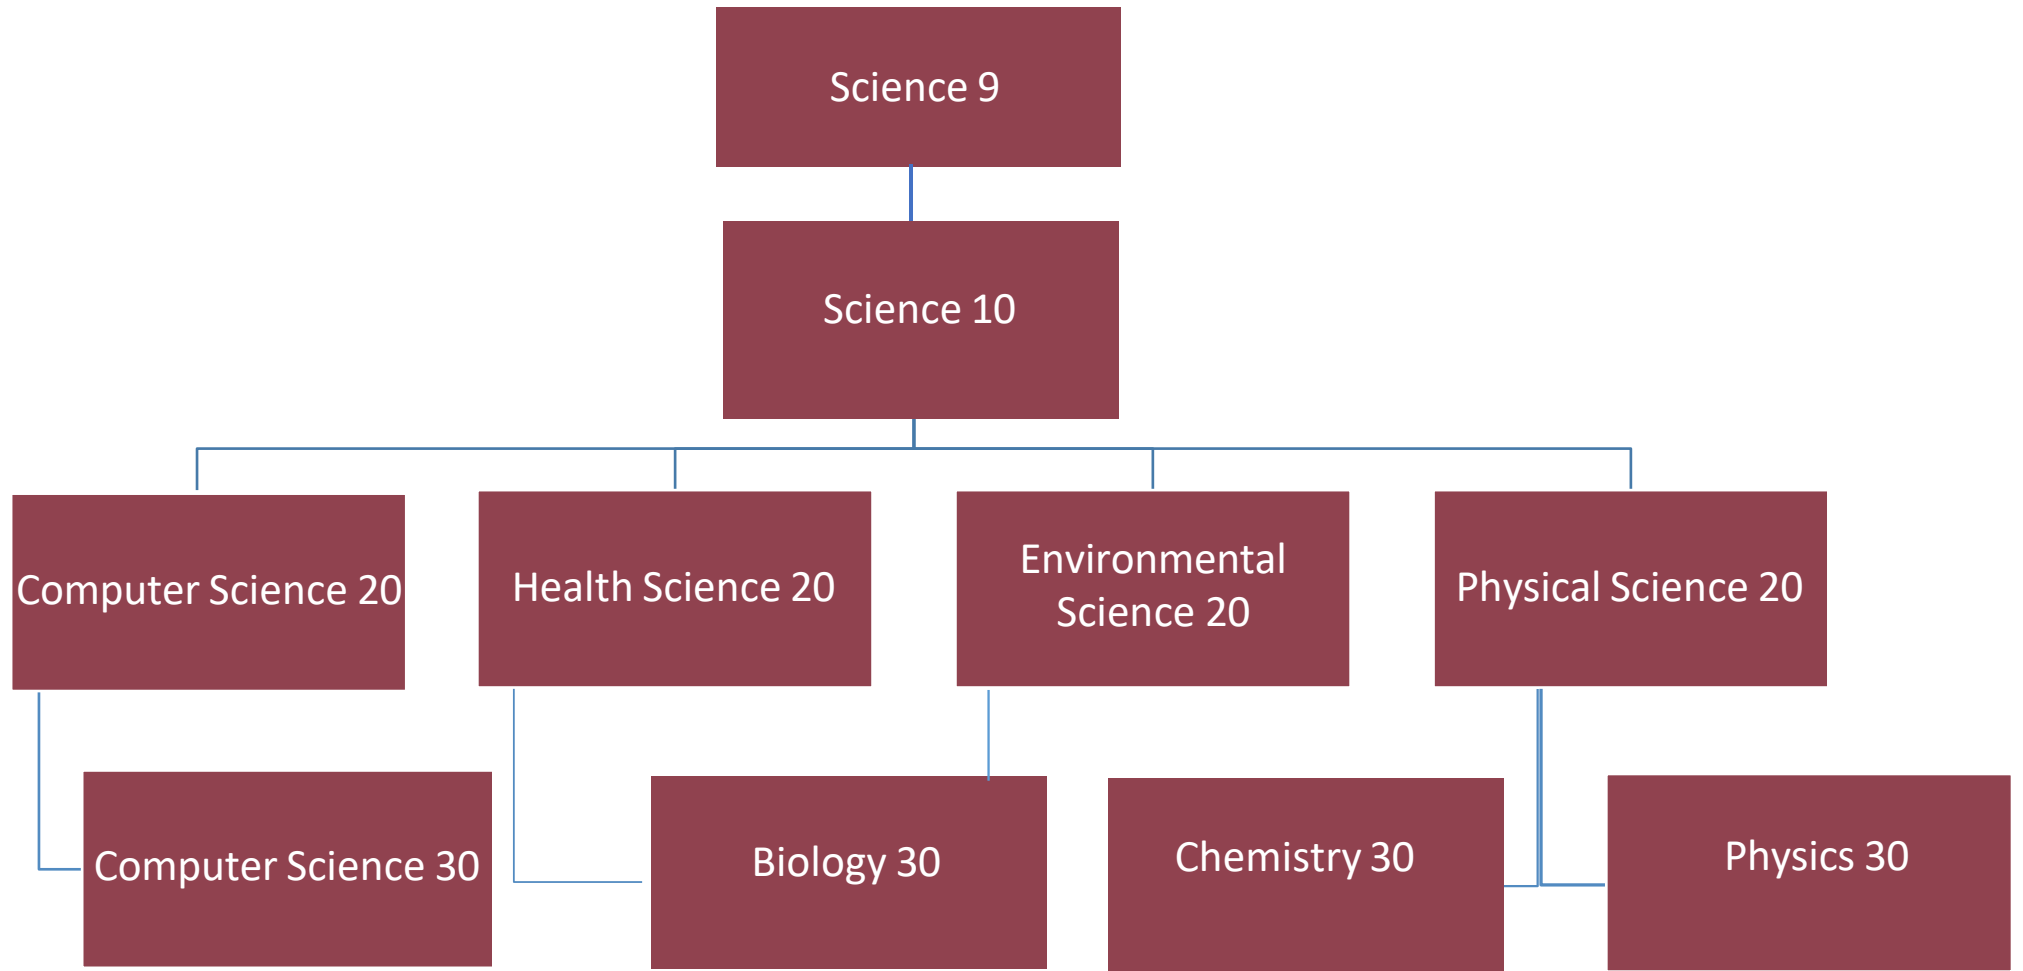 Science 9
Science 10
Computer Science 20
Health Science 20
Environmental
Science 20
Physical Science 20
Computer Science 30
Biology 30
Chemistry 30
Physics 30